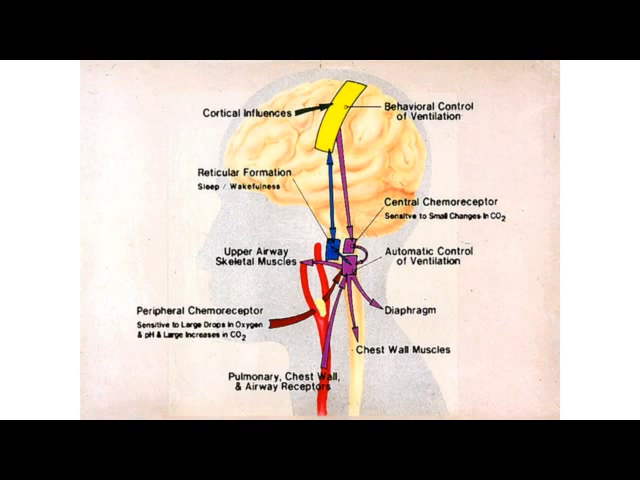 Cortical Influences
Behavioral Control
of Ventilation
Reticular Formation
Sleep / Wakefulness
Central Chemoreceptor
Sensitve to Small Changes In CO2
Upper Airway
Skeletal Muscles
Automatic Control
of Ventilation
Peripheral Chemoreceptor
Sensitive to Large Drops In Oxygen
& pH & Large Increases in CO2
Diaphragm
Chest Wall Muscles
Pulmonary, Chest Wall,
& Airway Receptors